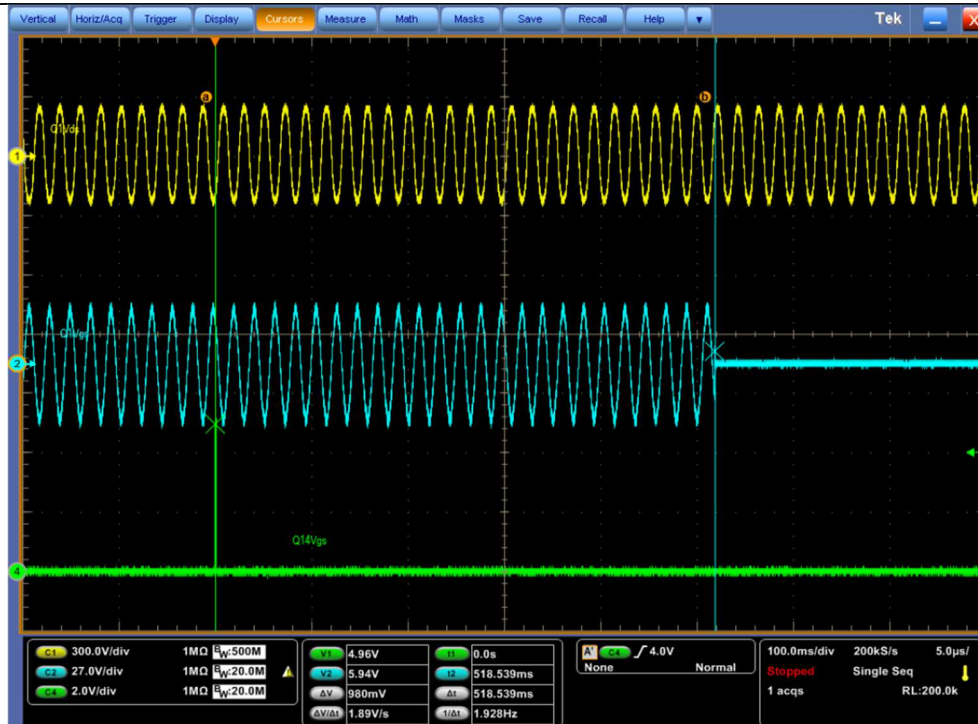 Vertical Horiz/Acq Trigger Display Cursors Measure Math Masks Save Recall Help Tek X
a b
Q1Vds
1
Q1Vgs
2
Q14Vgs
4
C1 300.0V/div 1MΩ BW:500M
C2 27.0V/div 1MΩ BW:20.0M
C4 2.0V/div 1MΩ BW:20.0M
V1 4.96V t1 0.0s
V2 5.94V t2 518.539ms
ΔV 980mV Δt 518.539ms
ΔV/Δt 1.89V/s 1/Δt 1.928Hz
A' C4 4.0V
None Normal
100.0ms/div 200kS/s 5.0µs/
Stopped Single Seq
1 acqs RL:200.0k